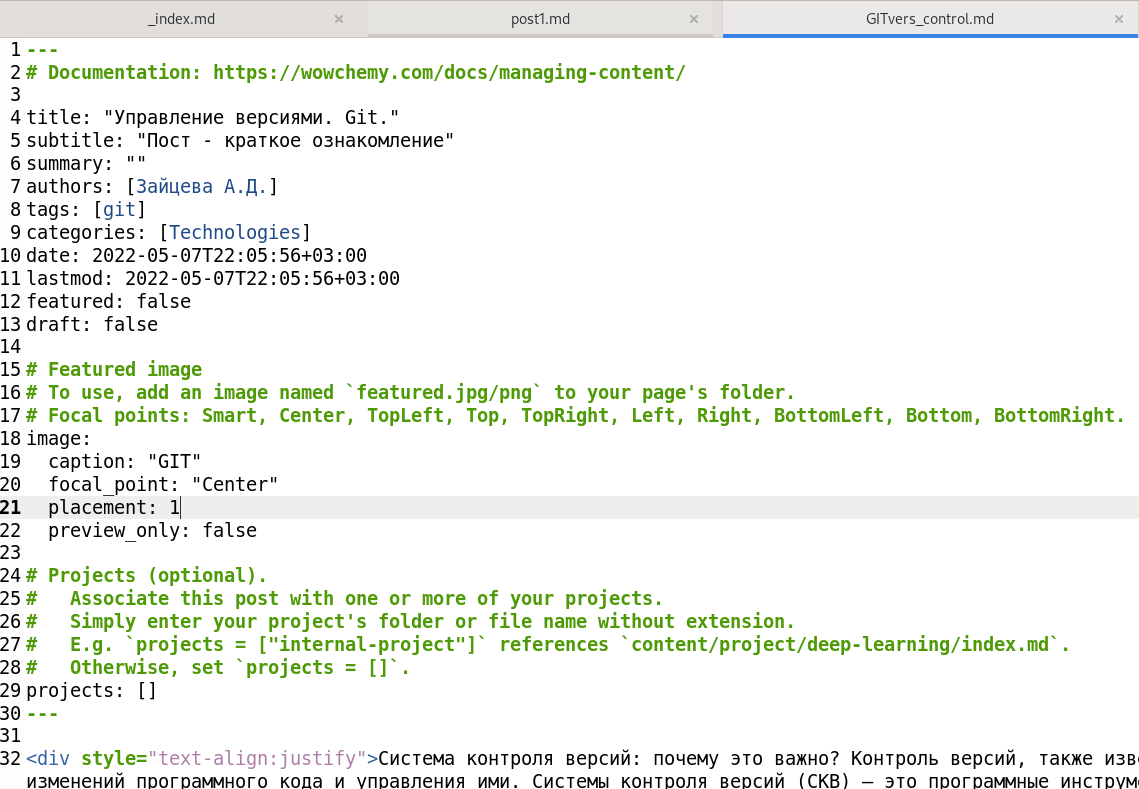 _index.md × post1.md × GITvers_control.md ×
1 ---
2 # Documentation: https://wowchemy.com/docs/managing-content/
3
4 title: "Управление версиями. Git."
5 subtitle: "Пост - краткое ознакомление"
6 summary: ""
7 authors: [Зайцева А.Д.]
8 tags: [git]
9 categories: [Technologies]
10 date: 2022-05-07T22:05:56+03:00
11 lastmod: 2022-05-07T22:05:56+03:00
12 featured: false
13 draft: false
14
15 # Featured image
16 # To use, add an image named `featured.jpg/png` to your page's folder.
17 # Focal points: Smart, Center, TopLeft, Top, TopRight, Left, Right, BottomLeft, Bottom, BottomRight.
18 image:
19   caption: "GIT"
20   focal_point: "Center"
21   placement: 1
22   preview_only: false
23
24 # Projects (optional).
25 #   Associate this post with one or more of your projects.
26 #   Simply enter your project's folder or file name without extension.
27 #   E.g. `projects = ["internal-project"]` references `content/project/deep-learning/index.md`.
28 #   Otherwise, set `projects = []`.
29 projects: []
30 ---
31
32 <div style="text-align:justify">Система контроля версий: почему это важно? Контроль версий, также изв
изменений программного кода и управления ими. Системы контроля версий (СКВ) — это программные инструм